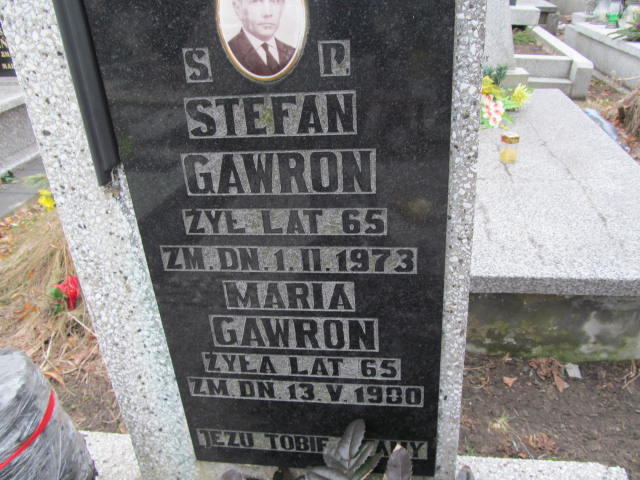 Ś P
STEFAN
GAWRON
ŻYŁ LAT 65
ZM. DN. 1. II. 1973
MARIA
GAWRON
ŻYŁA LAT 65
ZM. DN. 13. V. 1980
JEZU TOBIE